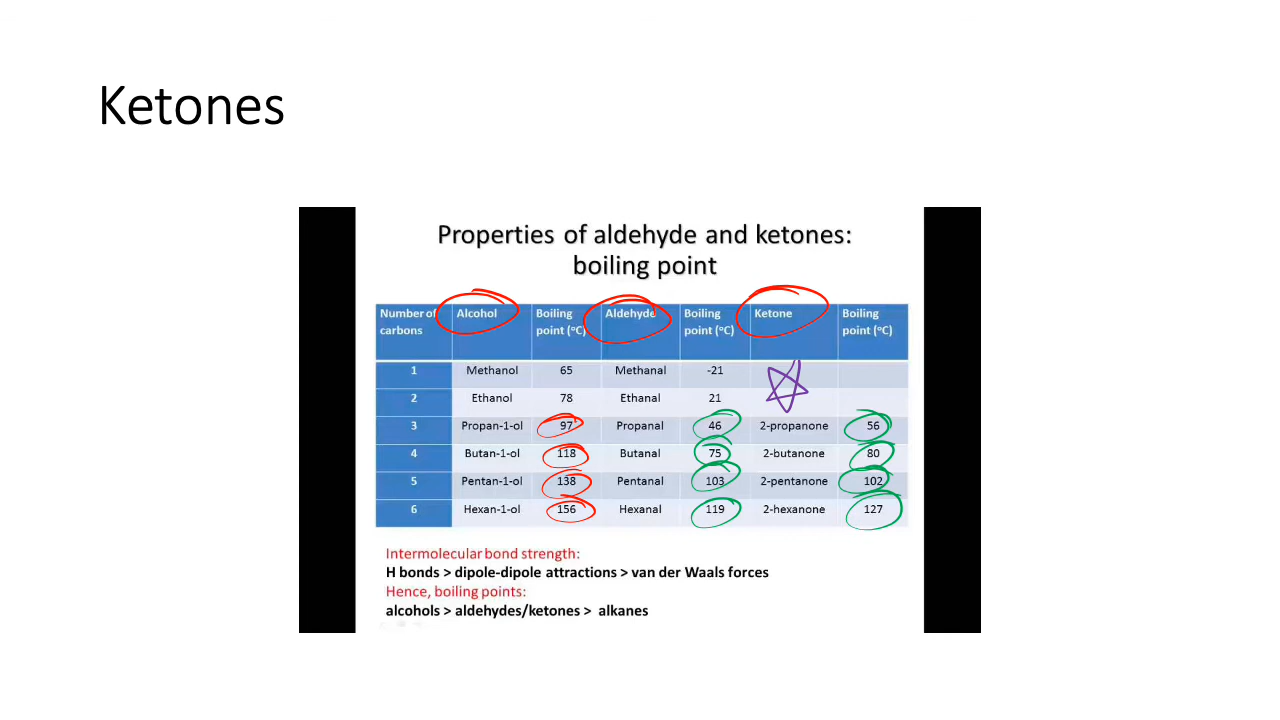 Ketones
Properties of aldehyde and ketones:
boiling point
Number of carbons Alcohol Boiling point (°C) Aldehyde Boiling point (°C) Ketone Boiling point (°C)
1 Methanol 65 Methanal -21
2 Ethanol 78 Ethanal 21
3 Propan-1-ol 97 Propanal 46 2-propanone 56
4 Butan-1-ol 118 Butanal 75 2-butanone 80
5 Pentan-1-ol 138 Pentanal 103 2-pentanone 102
6 Hexan-1-ol 156 Hexanal 119 2-hexanone 127
Intermolecular bond strength:
H bonds > dipole-dipole attractions > van der Waals forces
Hence, boiling points:
alcohols > aldehydes/ketones > alkanes